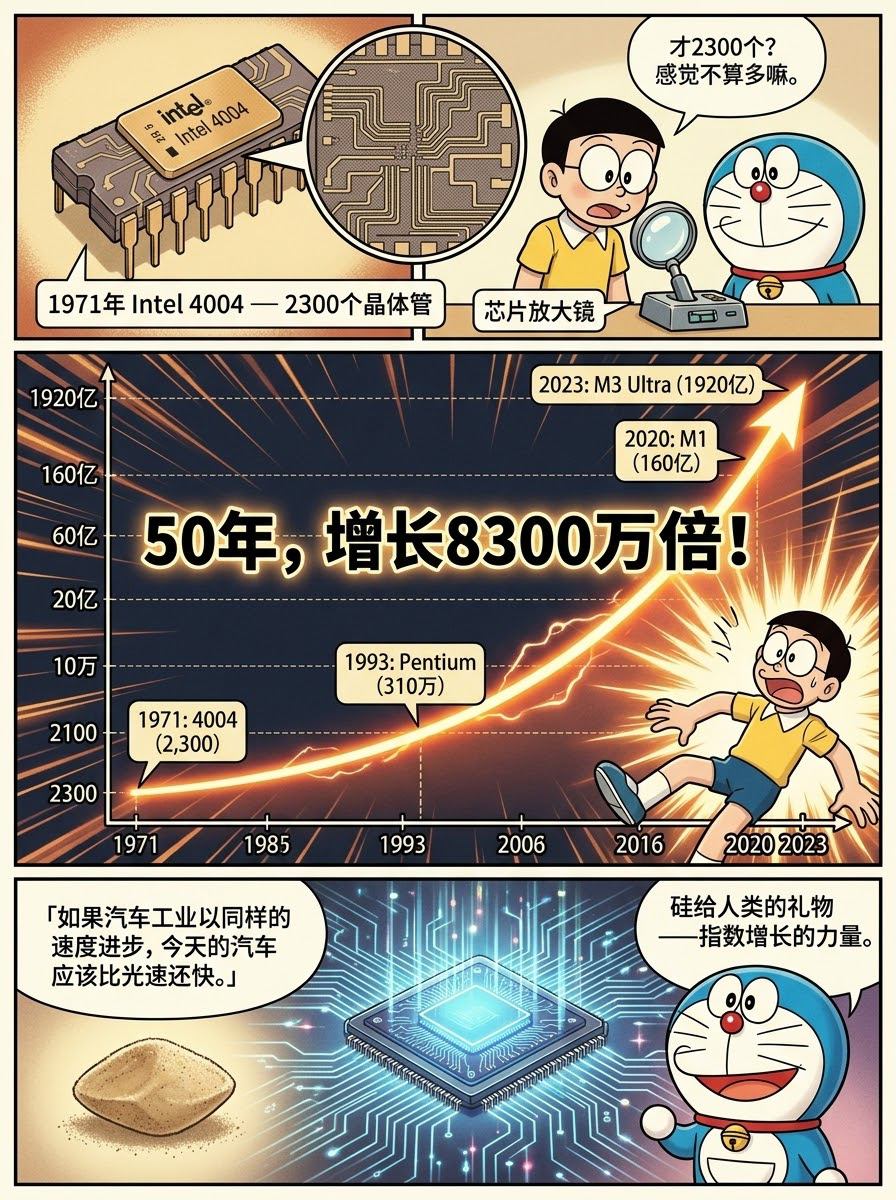 intel®
Intel 4004
1971年 Intel 4004 — 2300个晶体管
才2300个？
感觉不算多嘛。
芯片放大镜
1920亿
160亿
60亿
20亿
10万
2100
2300
2023: M3 Ultra (1920亿)
2020: M1
(160亿)
50年，增长8300万倍！
1993: Pentium
(310万)
1971: 4004
(2,300)
1971
1985
1993
2006
2016
2020
2023
「如果汽车工业以同样的
速度进步，今天的汽车
应该比光速还快。」
硅给人类的礼物
——指数增长的力量。